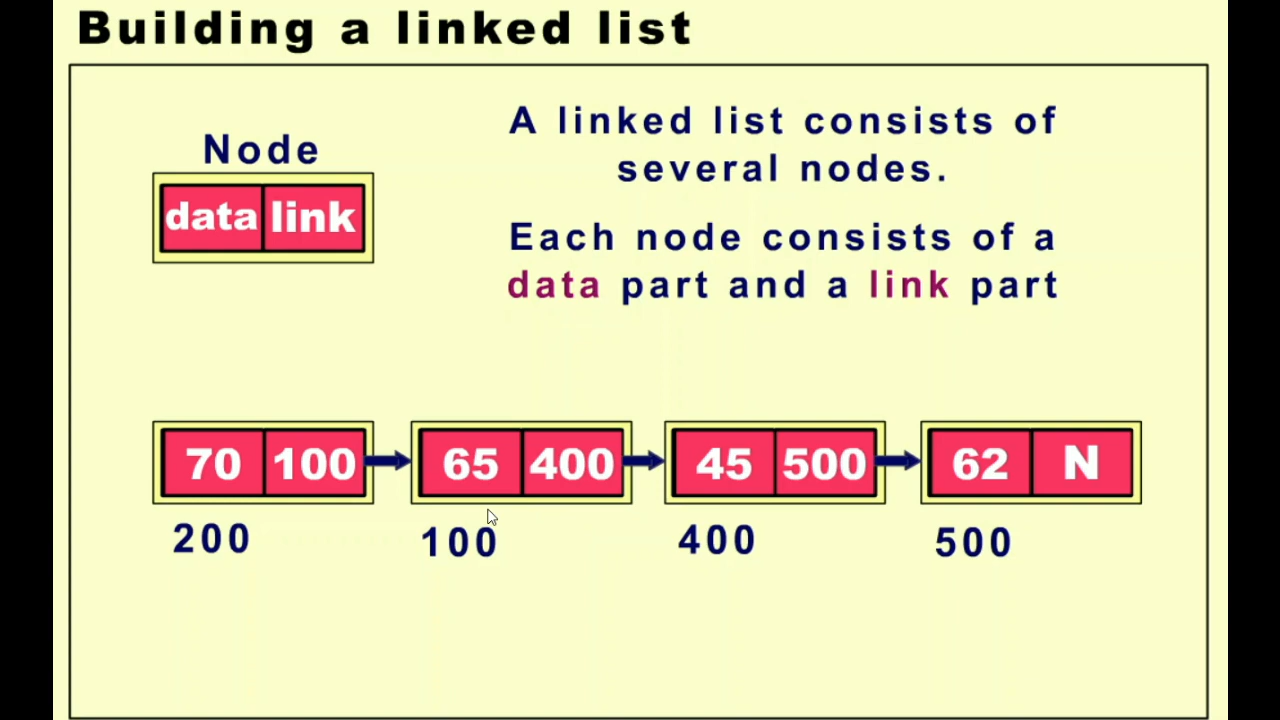 Building a linked list
Node
data link
A linked list consists of
several nodes.
Each node consists of a
data part and a link part
70 100 65 400 45 500 62 N
200 100 400 500